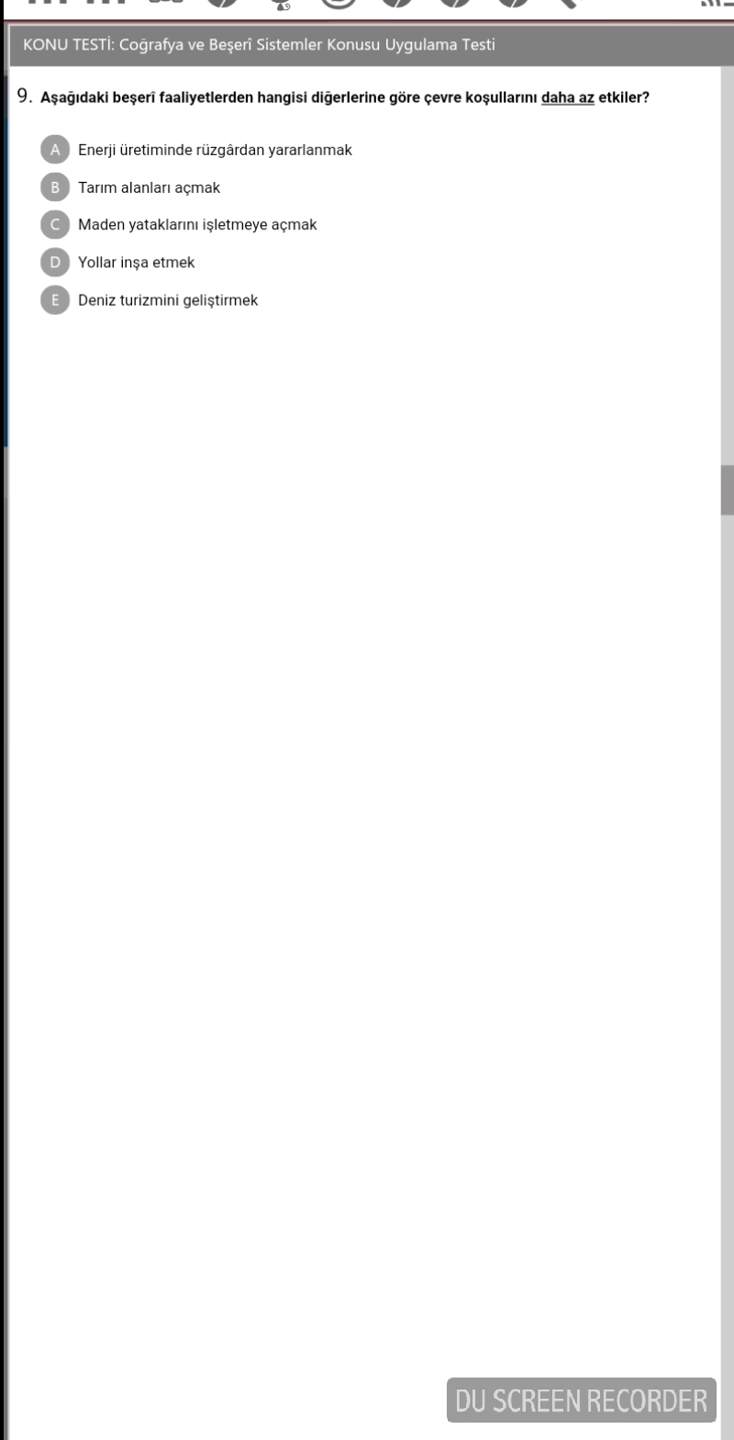 KONU TESTİ: Coğrafya ve Beşerî Sistemler Konusu Uygulama Testi
9. Aşağıdaki beşerî faaliyetlerden hangisi diğerlerine göre çevre koşullarını daha az etkiler?
A Enerji üretiminde rüzgârdan yararlanmak
B Tarım alanları açmak
C Maden yataklarını işletmeye açmak
D Yollar inşa etmek
E Deniz turizmini geliştirmek
DU SCREEN RECORDER